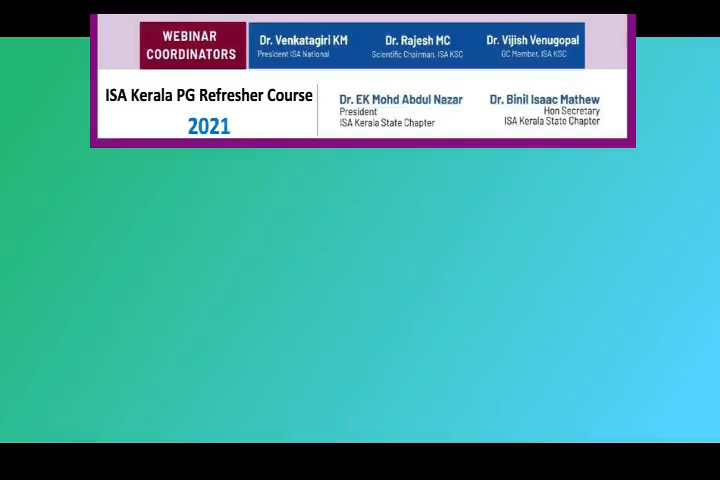 WEBINAR
COORDINATORS
Dr. Venkatagiri KM
President ISA National
Dr. Rajesh MC
Scientific Chairman, ISA KSC
Dr. Vijish Venugopal
GC Member, ISA KSC
ISA Kerala PG Refresher Course
2021
Dr. EK Mohd Abdul Nazar
President
ISA Kerala State Chapter
Dr. Binil Isaac Mathew
Hon Secretary
ISA Kerala State Chapter